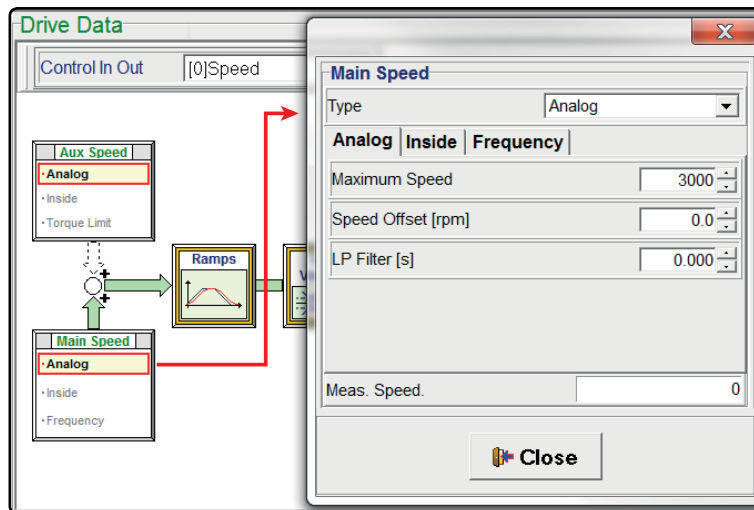 Drive Data
Control In Out [0]Speed
Aux Speed
·Analog
·Inside
·Torque Limit
+
+
Ramps
V
Main Speed
·Analog
·Inside
·Frequency
X
Main Speed
Type Analog
Analog Inside Frequency
Maximum Speed 3000
Speed Offset [rpm] 0.0
LP Filter [s] 0.000
Meas. Speed. 0
Close